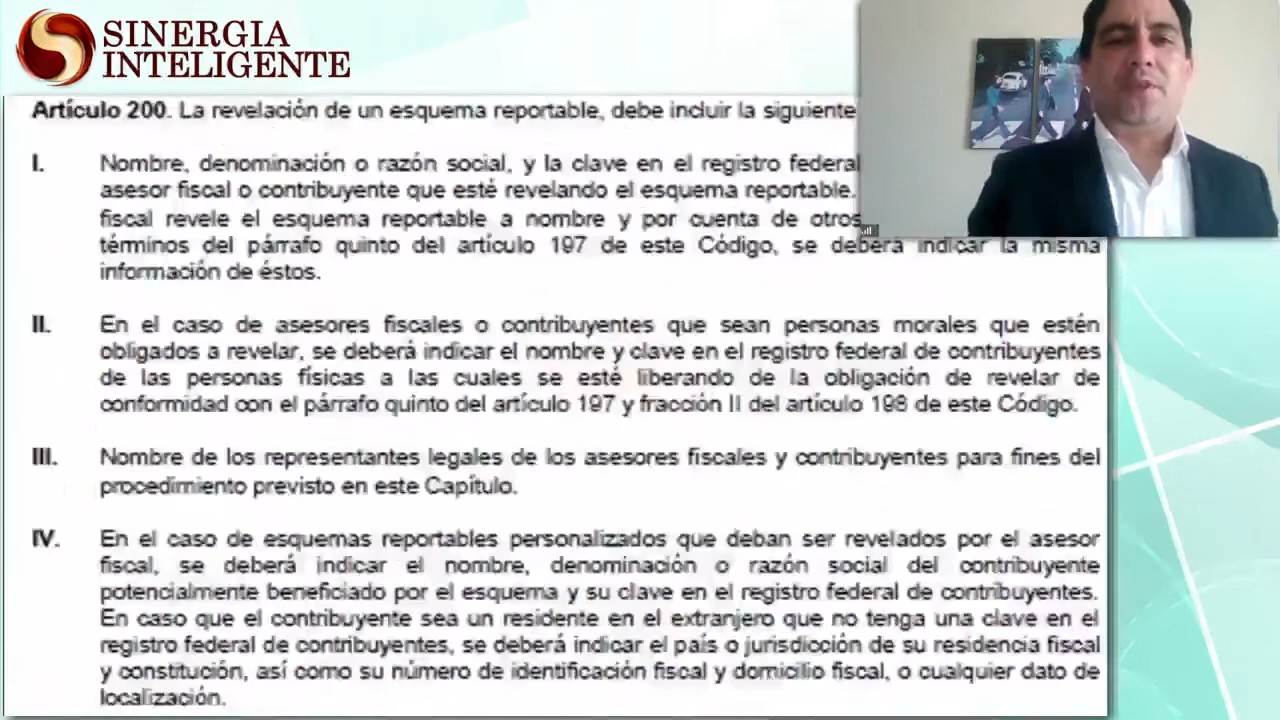 SINERGIA
INTELIGENTE
Artículo 200. La revelación de un esquema reportable, debe incluir la siguiente
I. Nombre, denominación o razón social, y la clave en el registro federal
asesor fiscal o contribuyente que esté revelando el esquema reportable.
fiscal revele el esquema reportable a nombre y por cuenta de otros
términos del párrafo quinto del artículo 197 de este Código, se deberá indicar la misma
información de éstos.
II. En el caso de asesores fiscales o contribuyentes que sean personas morales que estén
obligados a revelar, se deberá indicar el nombre y clave en el registro federal de contribuyentes
de las personas físicas a las cuales se esté liberando de la obligación de revelar de
conformidad con el párrafo quinto del artículo 197 y fracción II del artículo 198 de este Código.
III. Nombre de los representantes legales de los asesores fiscales y contribuyentes para fines del
procedimiento previsto en este Capítulo.
IV. En el caso de esquemas reportables personalizados que deban ser revelados por el asesor
fiscal, se deberá indicar el nombre, denominación o razón social del contribuyente
potencialmente beneficiado por el esquema y su clave en el registro federal de contribuyentes.
En caso que el contribuyente sea un residente en el extranjero que no tenga una clave en el
registro federal de contribuyentes, se deberá indicar el país o jurisdicción de su residencia fiscal
y constitución, así como su número de identificación fiscal y domicilio fiscal, o cualquier dato de
localización.